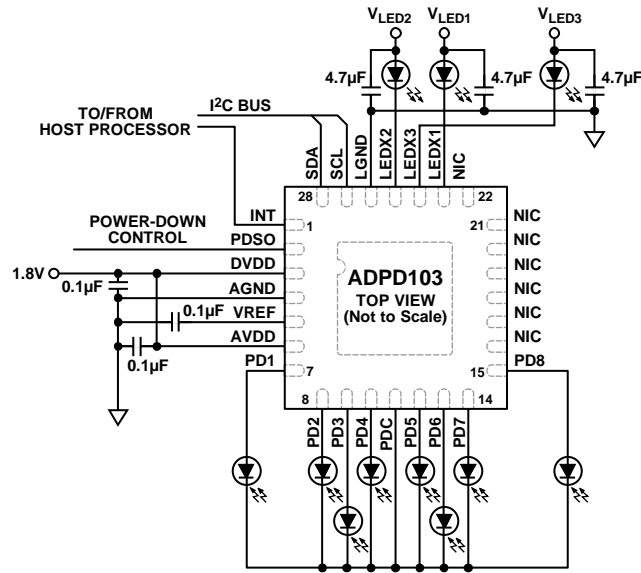 VLED2 VLED1 VLED3
4.7µF 4.7µF 4.7µF
I2C BUS
TO/FROM
HOST PROCESSOR
SDA SCL LGND LEDX2 LEDX3 LEDX1 NIC
28 22
INT 1 21 NIC
POWER-DOWN
CONTROL
PDSO NIC
1.8V DVDD NIC
0.1µF AGND NIC
0.1µF VREF NIC
AVDD NIC
0.1µF
PD1 7 15 PD8
ADPD103
TOP VIEW
(Not to Scale)
8 14
PD2 PD3 PD4 PDC PD5 PD6 PD7